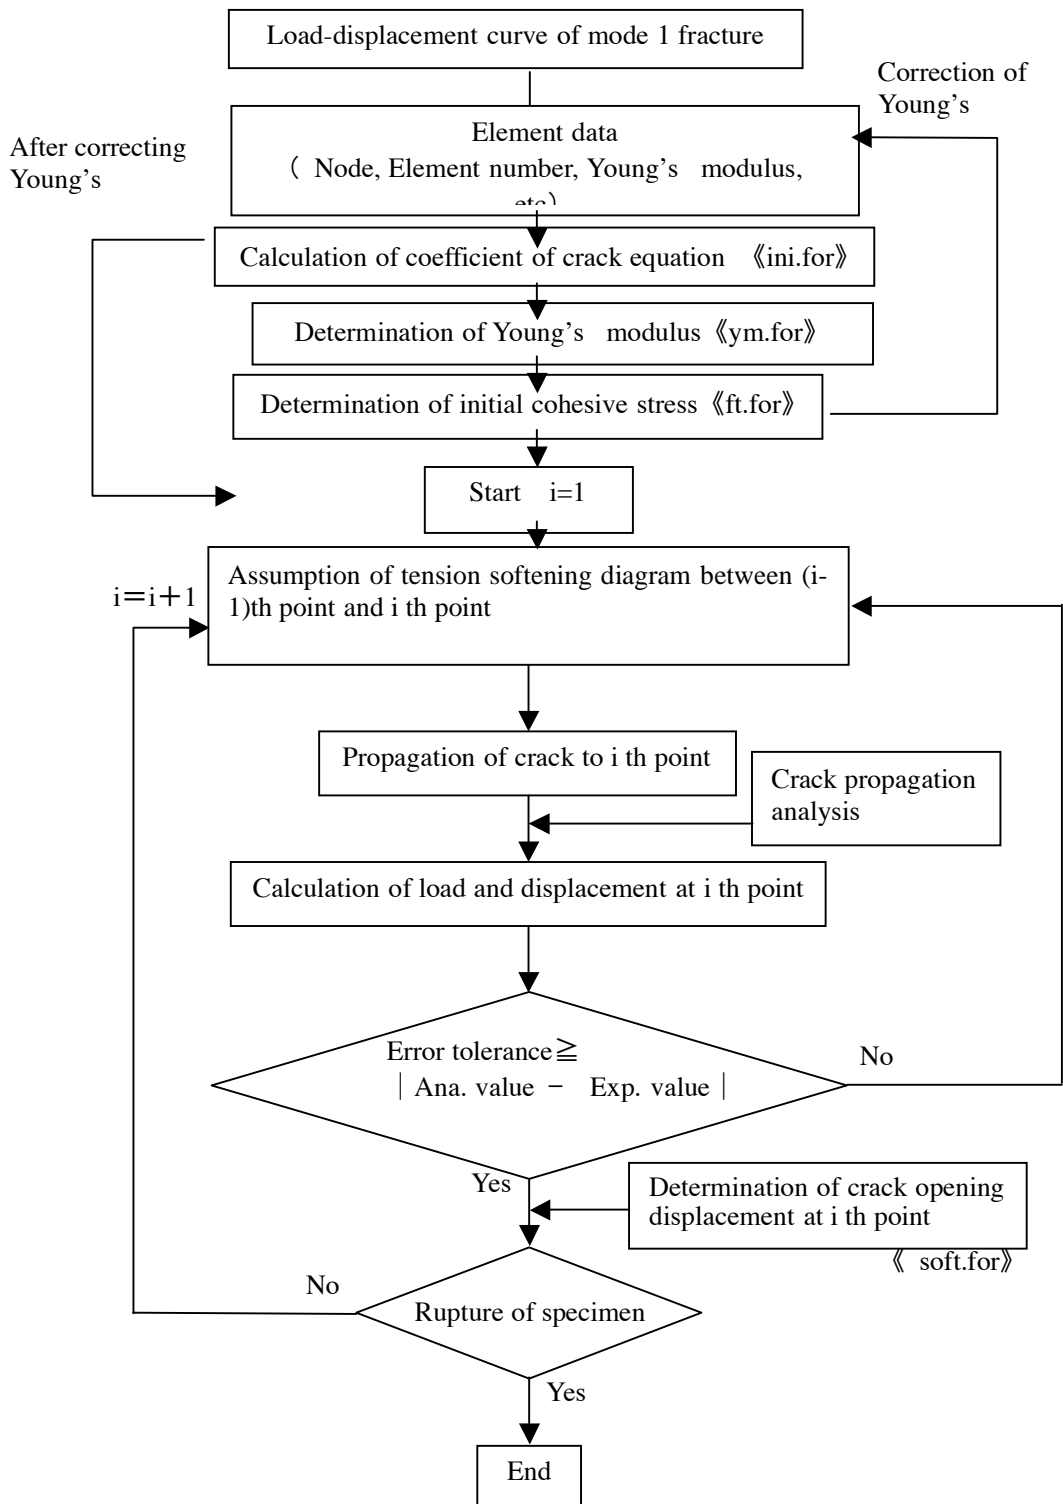 Load-displacement curve of mode 1 fracture
Correction of
Young's
After correcting
Young's
Element data
( Node, Element number, Young's modulus,
etc)
Calculation of coefficient of crack equation 《ini.for》
Determination of Young's modulus《ym.for》
Determination of initial cohesive stress《ft.for》
Start i=1
i=i+1
Assumption of tension softening diagram between (i-
1)th point and i th point
Propagation of crack to i th point
Crack propagation
analysis
Calculation of load and displacement at i th point
Error tolerance≧
| Ana. value − Exp. value |
No
Yes
Determination of crack opening
displacement at i th point
《 soft.for》
No
Rupture of specimen
Yes
End